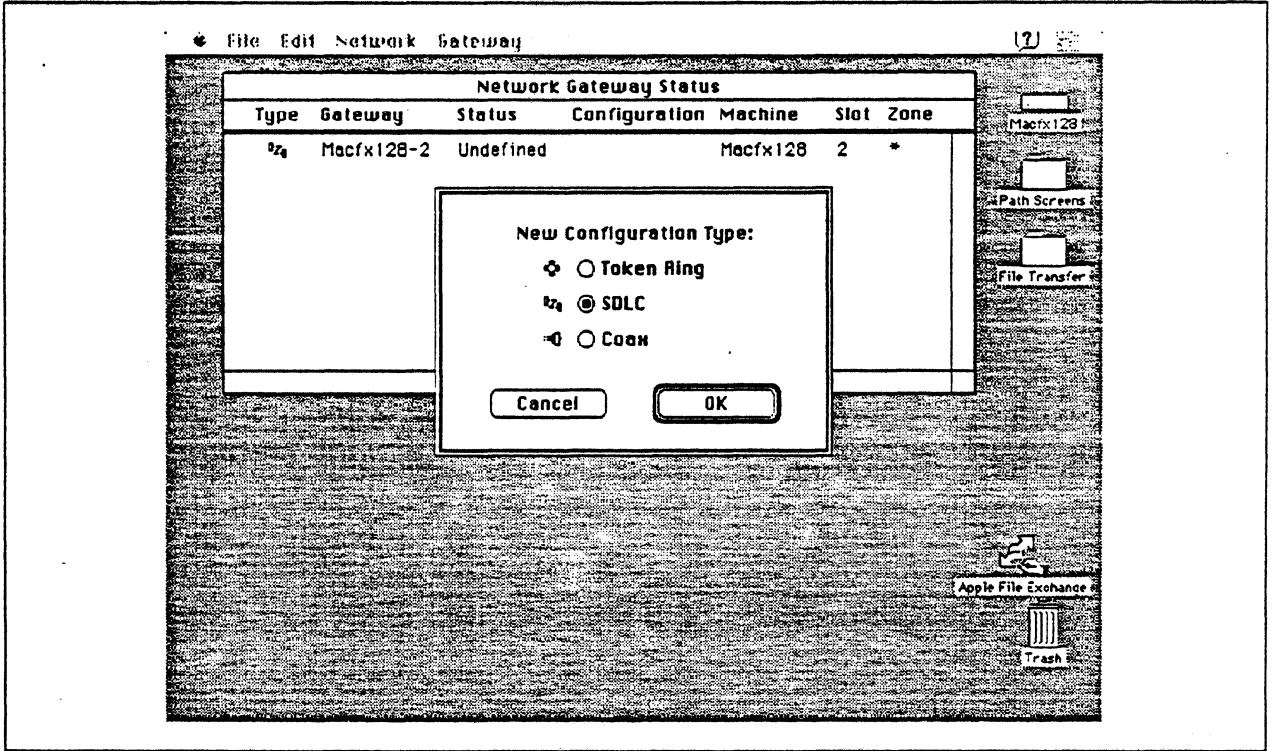 File Edit Network Gateway
Network Gateway Status
Type Gateway Status Configuration Machine Slot Zone
Macfx128-2 Undefined Macfx128 2 *
Macfx128
Path Screens
File Transfer
New Configuration Type:
Token Ring
SDLC
Coax
Cancel OK
Apple File Exchange
Trash